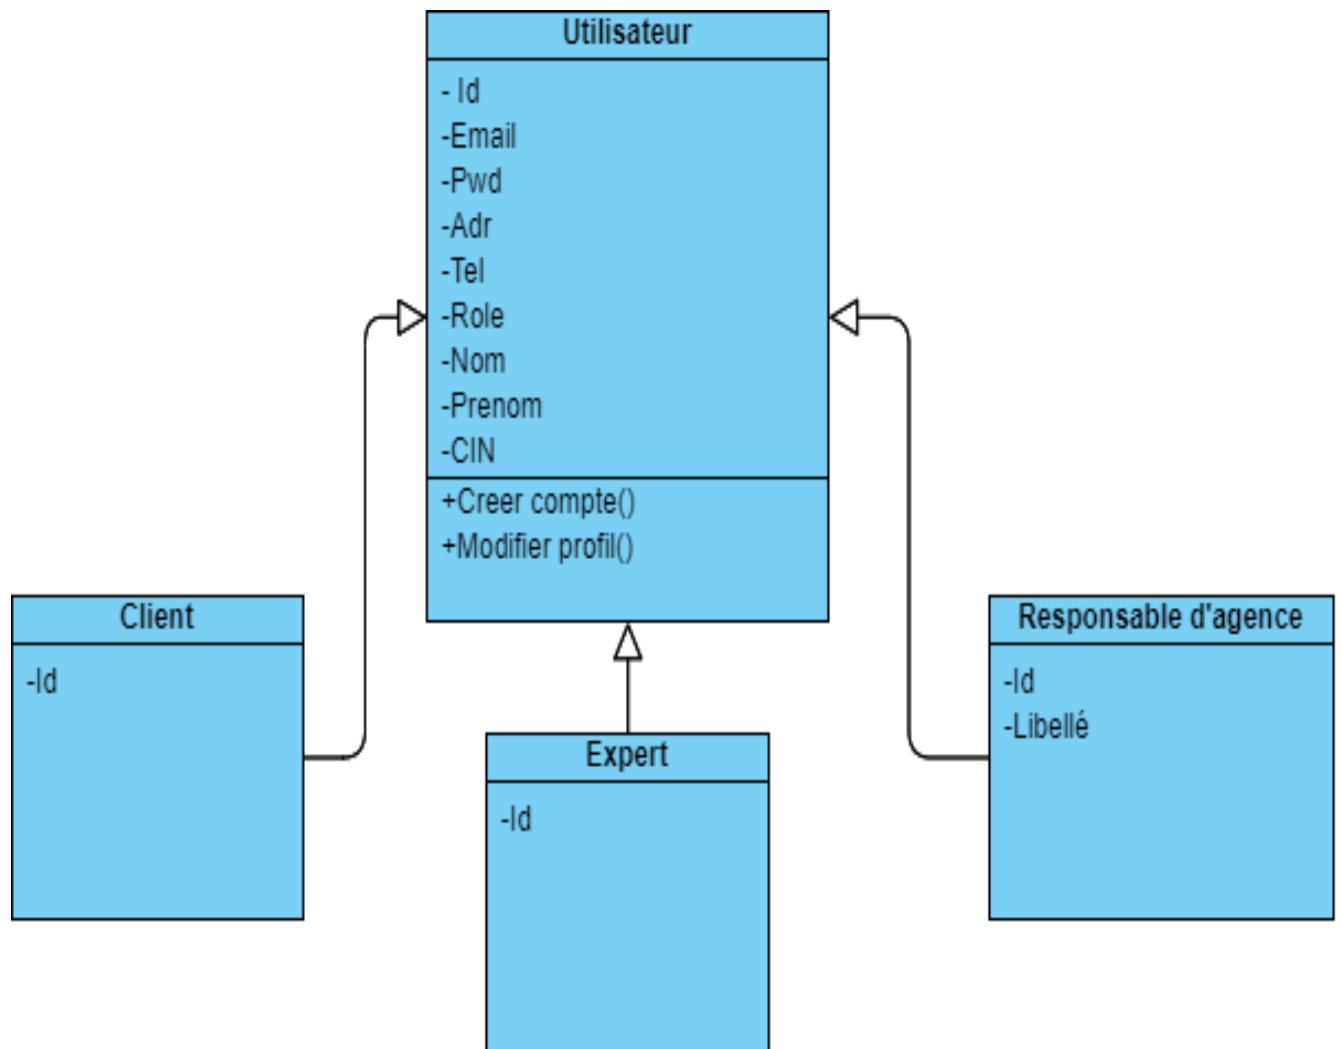 Utilisateur
- Id
-Email
-Pwd
-Adr
-Tel
-Role
-Nom
-Prenom
-CIN
+Creer compte()
+Modifier profil()
Client
-Id
Expert
-Id
Responsable d'agence
-Id
-Libellé